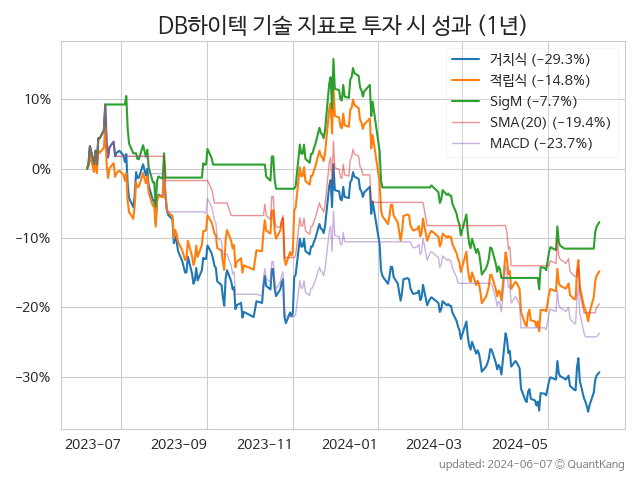 DB하이텍 기술 지표로 투자 시 성과 (1년)
거치식 (−29.3%)
적립식 (−14.8%)
SigM (−7.7%)
SMA(20) (−19.4%)
MACD (−23.7%)
10%
0%
−10%
−20%
−30%
2023-07
2023-09
2023-11
2024-01
2024-03
2024-05
updated: 2024-06-07 © QuantKang